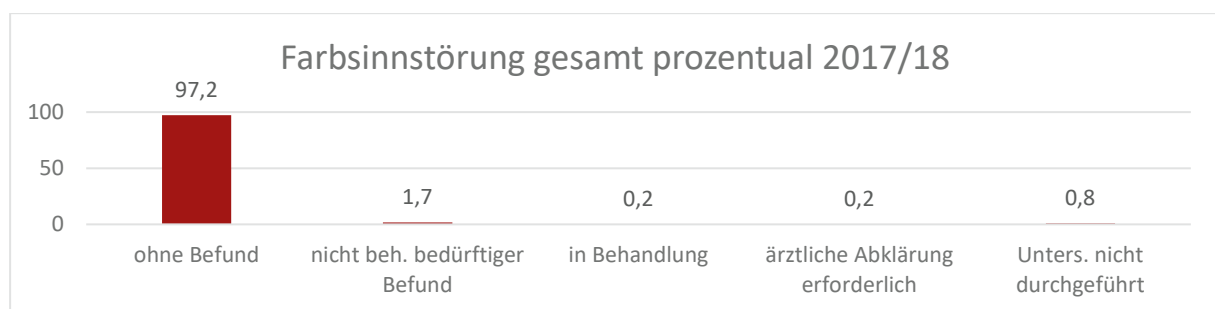 Farbsinnstörung gesamt prozentual 2017/18
97,2
100
1,7
0,2
0,2
0,8
50
0
ohne Befund
nicht beh. bedürftiger
Befund
in Behandlung
ärztliche Abklärung
erforderlich
Unters. nicht
durchgeführt